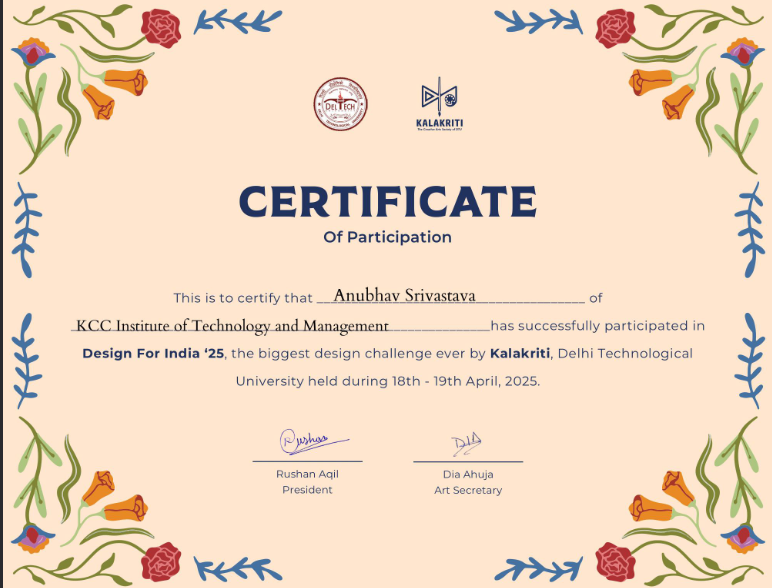 DELTECH
KALAKRITI
The Creative Arts Society of DTU
CERTIFICATE
Of Participation
This is to certify that Anubhav Srivastava of
KCC Institute of Technology and Management has successfully participated in
Design For India ‘25, the biggest design challenge ever by Kalakriti, Delhi Technological
University held during 18th - 19th April, 2025.
Rushan
DIA
Rushan Aqil
Dia Ahuja
President
Art Secretary